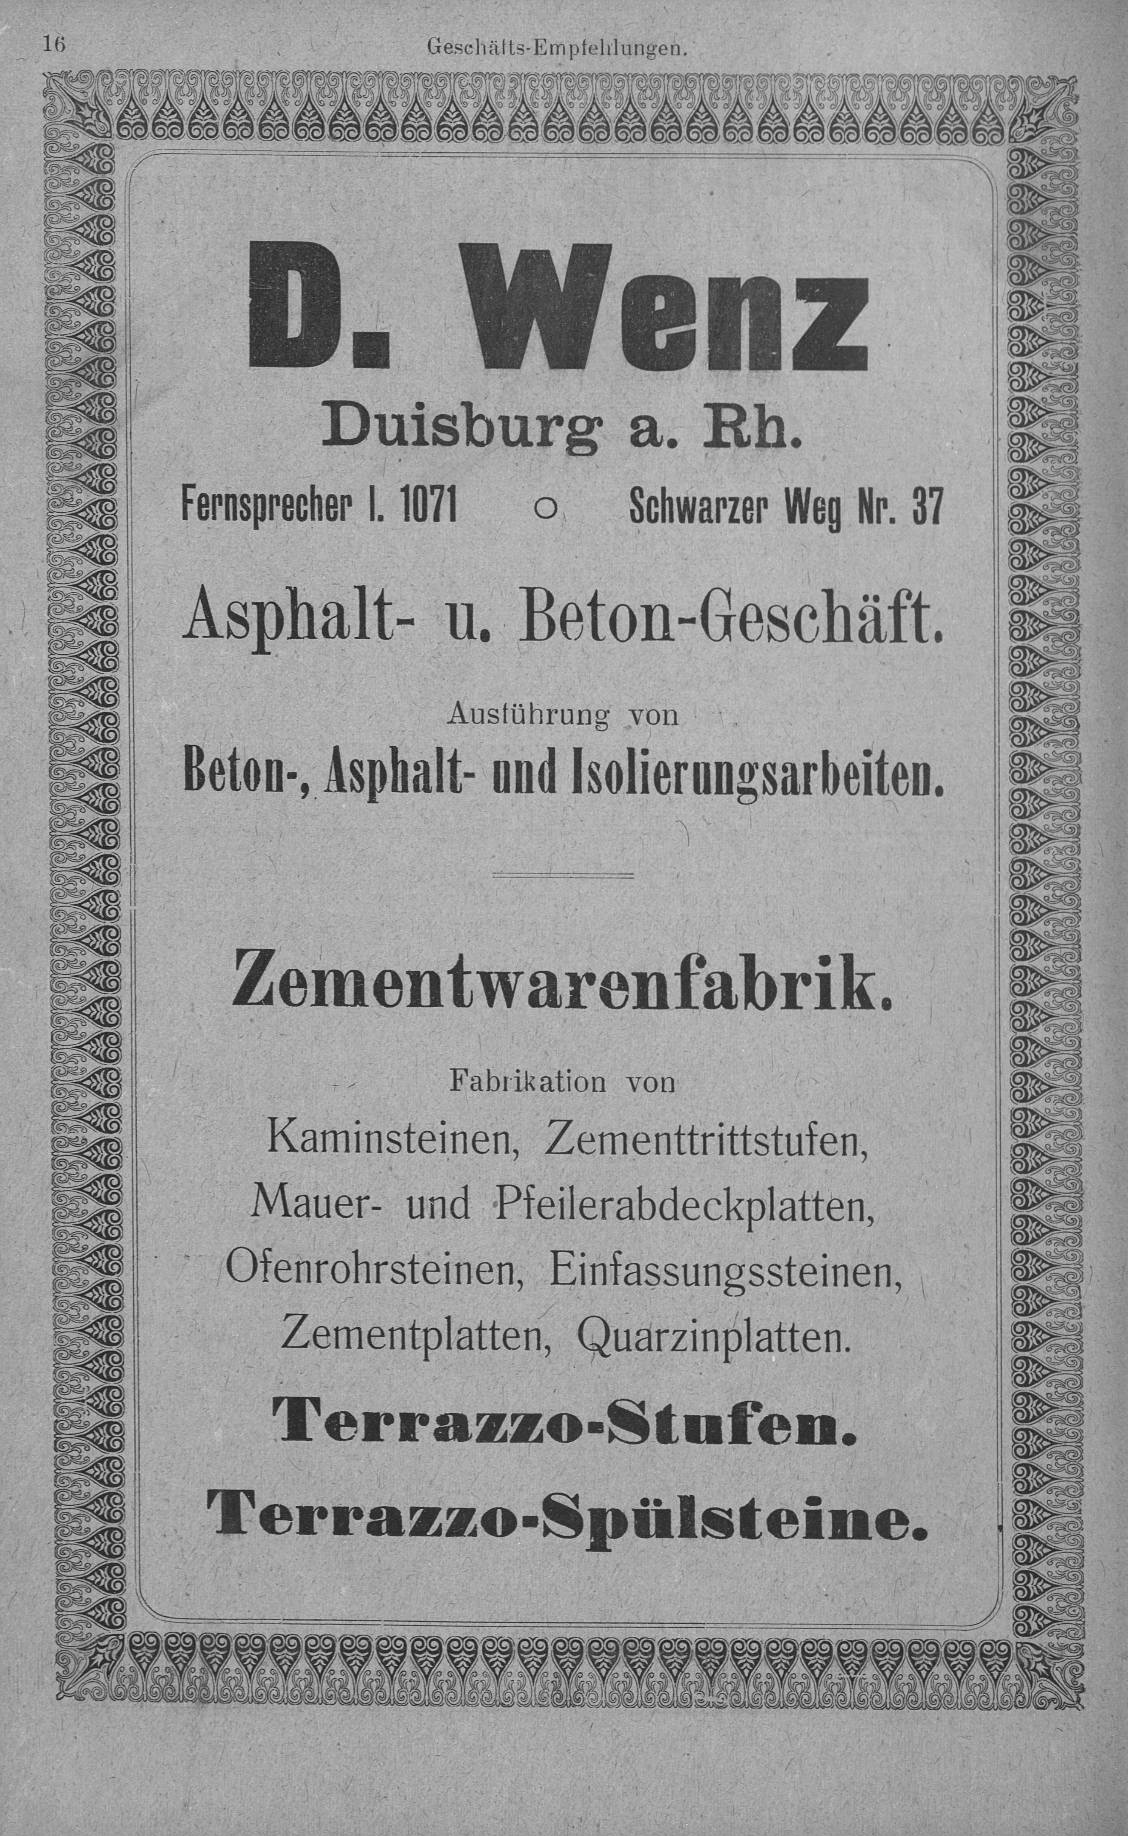 16
Geschäfts-Empfehlungen.
D. Wenz
Duisburg a. Rh.
Fernsprecher I. 1071 o Schwarzer Weg Nr. 37
Asphalt- u. Beton-Geschäft.
Ausführung von
Beton-, Asphalt- und Isolierungsarbeiten.
Zementwarenfabrik.
Fabrikation von
Kaminsteinen, Zementtrittstufen,
Mauer- und Pfeilerabdeckplatten,
Ofenrohrsteinen, Einfassungssteinen,
Zementplatten, Quarzinplatten.
Terrazzo-Stufen.
Terrazzo-Spülsteine.